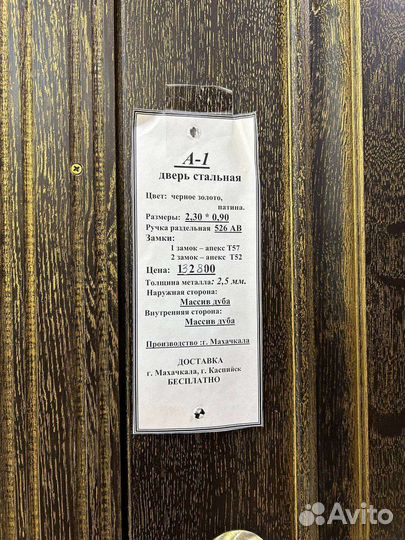 А-1
дверь стальная
Цвет: черное золото,
патина.
Размеры: 2,30 * 0,90
Ручка раздельная 526 АВ
Замки:
1 замок – апекс Т57
2 замок – апекс Т52
Цена: 132800
Толщина металла: 2,5 мм.
Наружная сторона:
Массив дуба
Внутренняя сторона:
Массив дуба
Производство :г. Махачкала
ДОСТАВКА
г. Махачкала, г. Каспийск
БЕСПЛАТНО
Avito